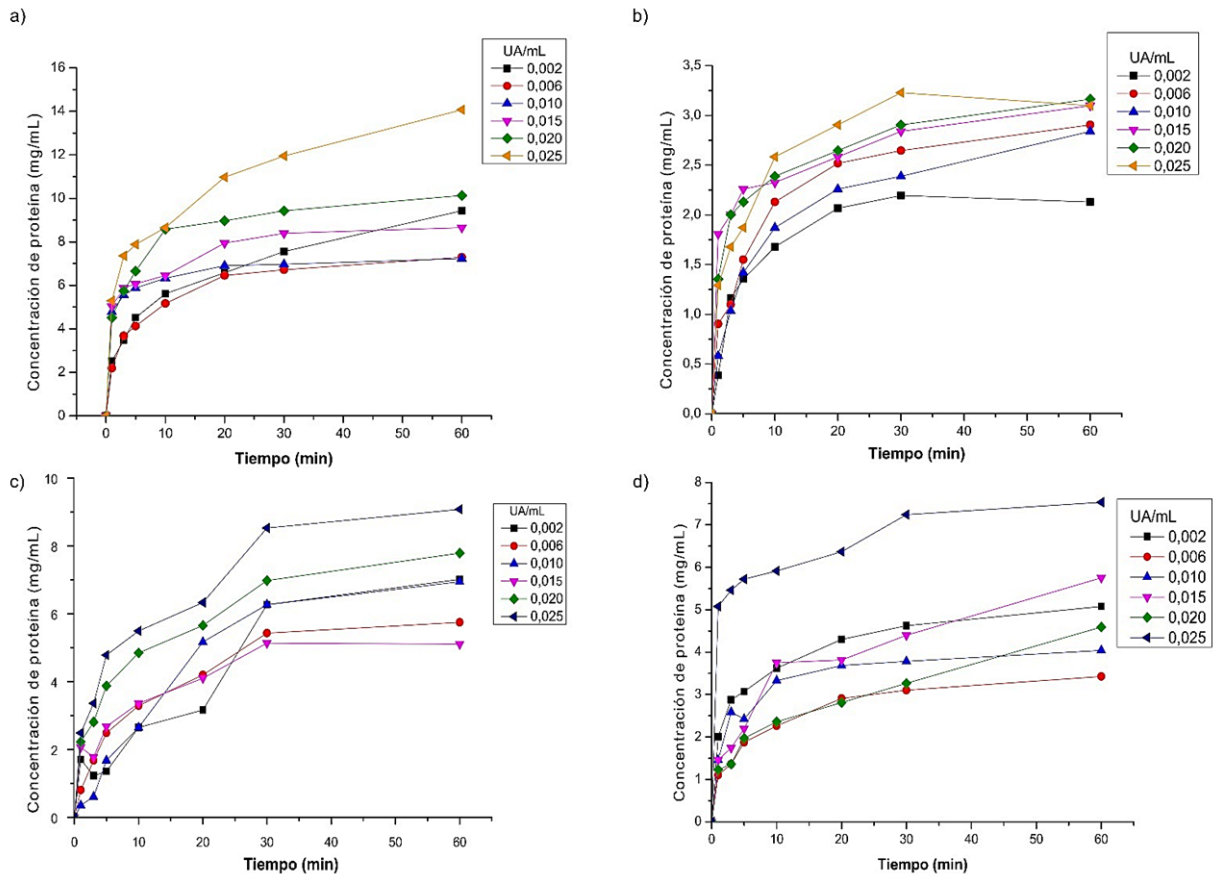 a)
Concentración de proteína (mg/mL)
16
14
12
10
8
6
4
2
0
0 10 20 30 40 50 60
Tiempo (min)
UA/mL
0,002
0,006
0,010
0,015
0,020
0,025
b)
Concentración de proteína (mg/mL)
3,5
3,0
2,5
2,0
1,5
1,0
0,5
0,0
0 10 20 30 40 50 60
Tiempo (min)
UA/mL
0,002
0,006
0,010
0,015
0,020
0,025
c)
Concentración de proteína (mg/mL)
10
8
6
4
2
0
0 10 20 30 40 50 60
Tiempo (min)
UA/mL
0,002
0,006
0,010
0,015
0,020
0,025
d)
Concentración de proteína (mg/mL)
8
7
6
5
4
3
2
1
0
0 10 20 30 40 50 60
Tiempo (min)
UA/mL
0,002
0,006
0,010
0,015
0,020
0,025